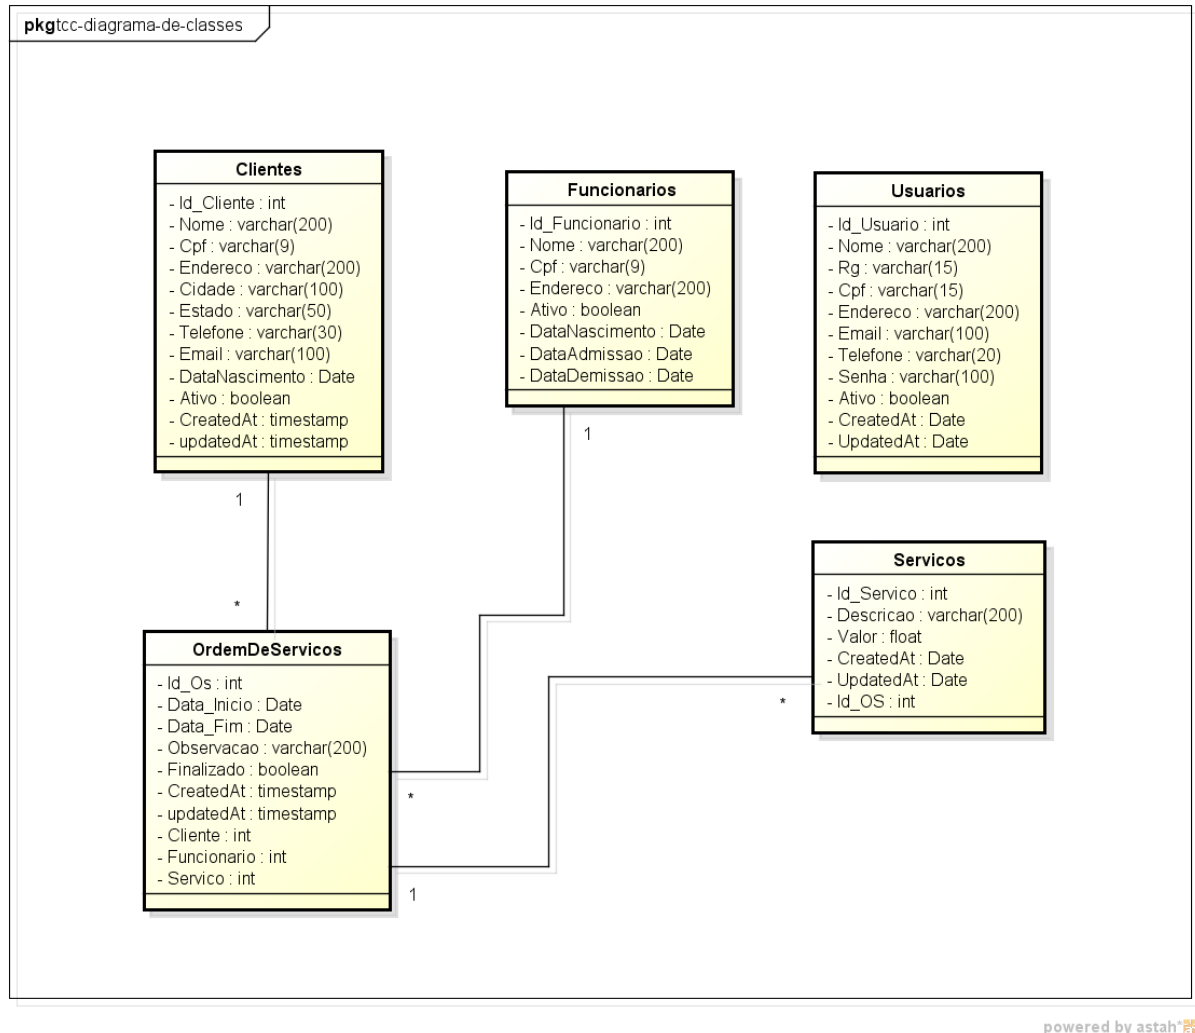 pkgtcc-diagrama-de-classes
Clientes
- Id_Cliente : int
- Nome : varchar(200)
- Cpf : varchar(9)
- Endereco : varchar(200)
- Cidade : varchar(100)
- Estado : varchar(50)
- Telefone : varchar(30)
- Email : varchar(100)
- DataNascimento : Date
- Ativo : boolean
- CreatedAt : timestamp
- updatedAt : timestamp
1
*
Funcionarios
- Id_Funcionario : int
- Nome : varchar(200)
- Cpf : varchar(9)
- Endereco : varchar(200)
- Ativo : boolean
- DataNascimento : Date
- DataAdmissao : Date
- DataDemissao : Date
1
Usuarios
- Id_Usuario : int
- Nome : varchar(200)
- Rg : varchar(15)
- Cpf : varchar(15)
- Endereco : varchar(200)
- Email : varchar(100)
- Telefone : varchar(20)
- Senha : varchar(100)
- Ativo : boolean
- CreatedAt : Date
- UpdatedAt : Date
OrdemDeServicos
- Id_Os : int
- Data_Inicio : Date
- Data_Fim : Date
- Observacao : varchar(200)
- Finalizado : boolean
- CreatedAt : timestamp
- updatedAt : timestamp
- Cliente : int
- Funcionario : int
- Servico : int
*
1
Servicos
- Id_Servico : int
- Descricao : varchar(200)
- Valor : float
- CreatedAt : Date
- UpdatedAt : Date
- Id_OS : int
*
powered by astah*